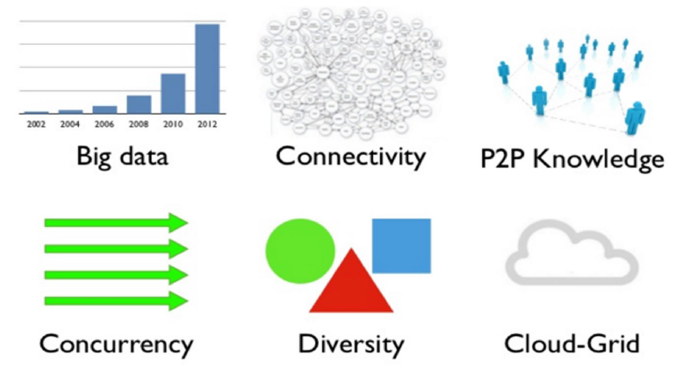 2002 2004 2006 2008 2010 2012
Big data
Connectivity
P2P Knowledge
Concurrency
Diversity
Cloud-Grid